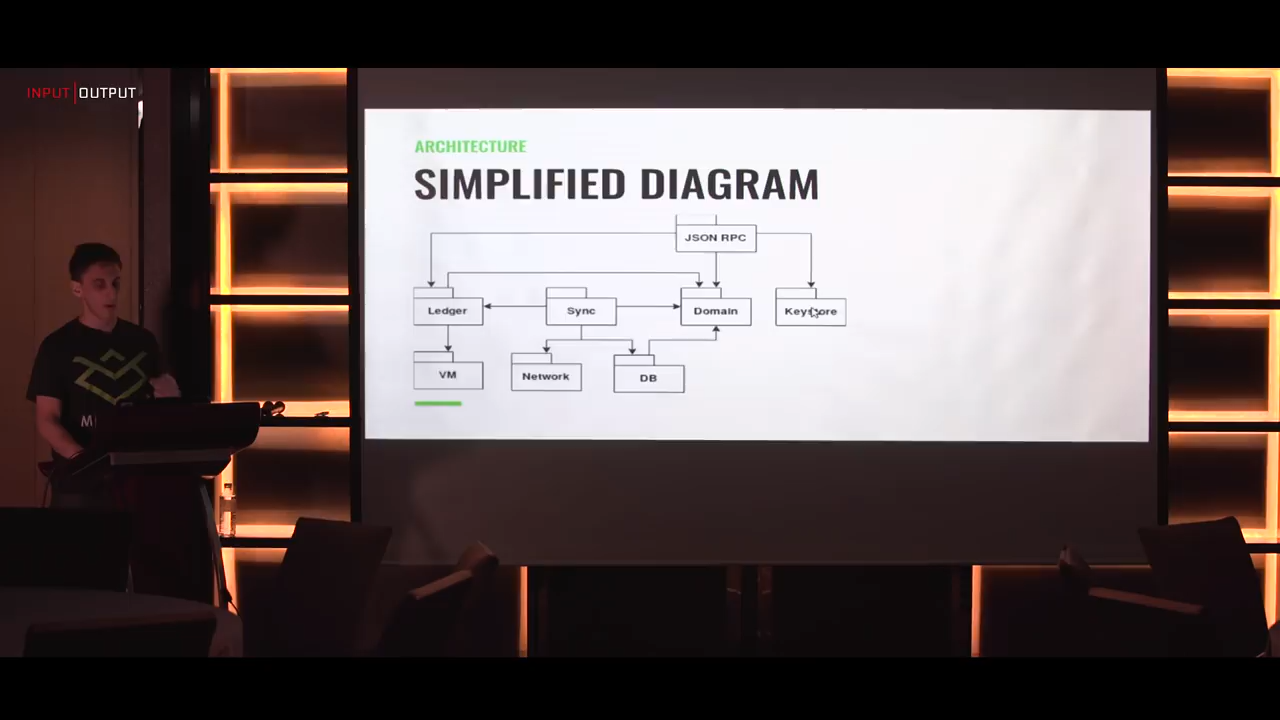 INPUT | OUTPUT
ARCHITECTURE
SIMPLIFIED DIAGRAM
JSON RPC
Ledger
Sync
Domain
Keystore
VM
Network
DB